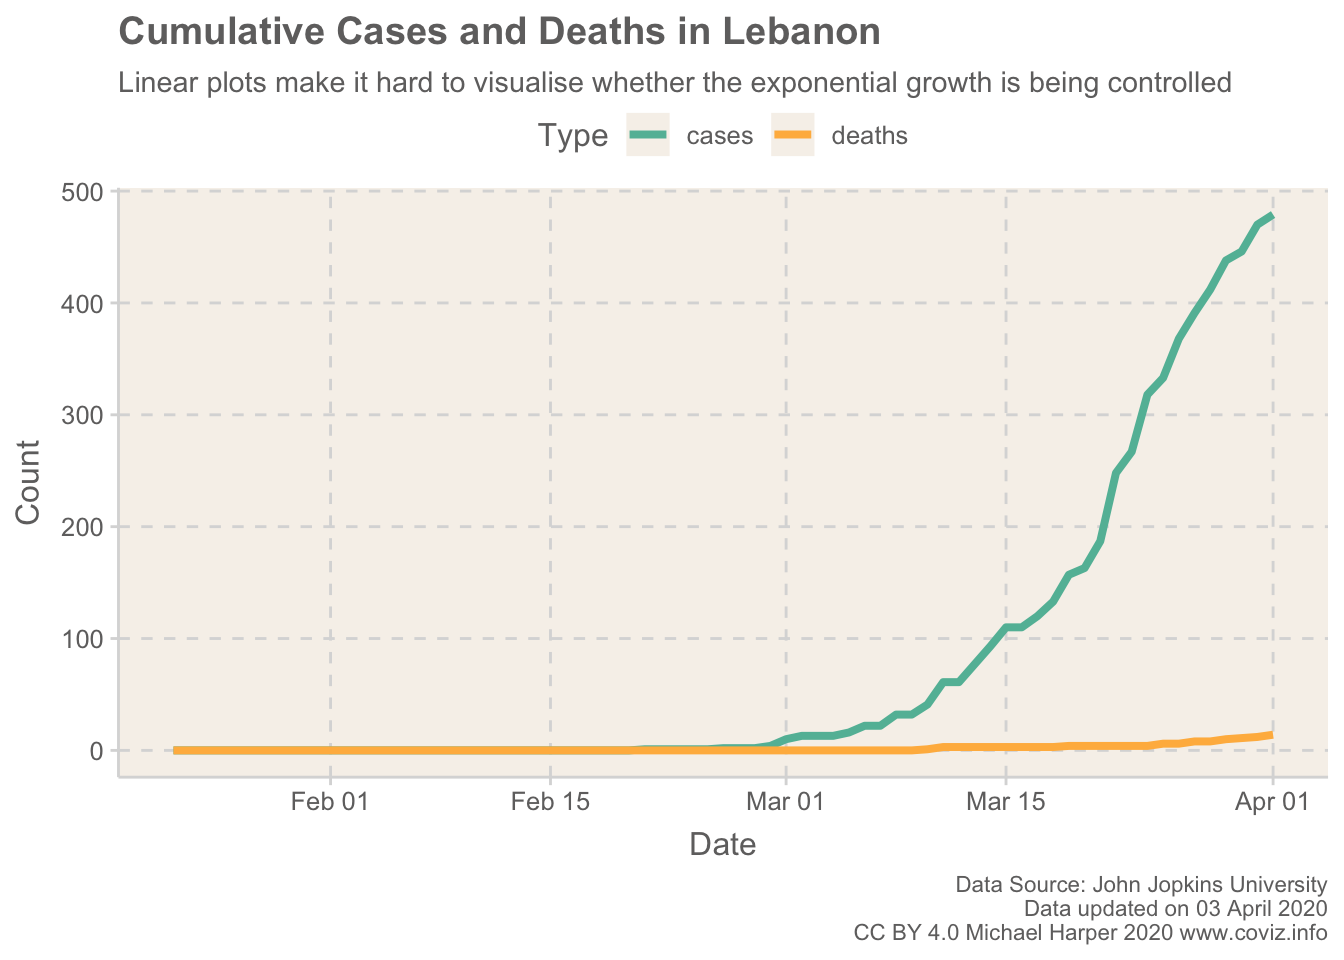 Cumulative Cases and Deaths in Lebanon
Linear plots make it hard to visualise whether the exponential growth is being controlled
Type cases deaths
500
400
300
200
100
0
Count
Feb 01 Feb 15 Mar 01 Mar 15 Apr 01
Date
Data Source: John Jopkins University
Data updated on 03 April 2020
CC BY 4.0 Michael Harper 2020 www.coviz.info